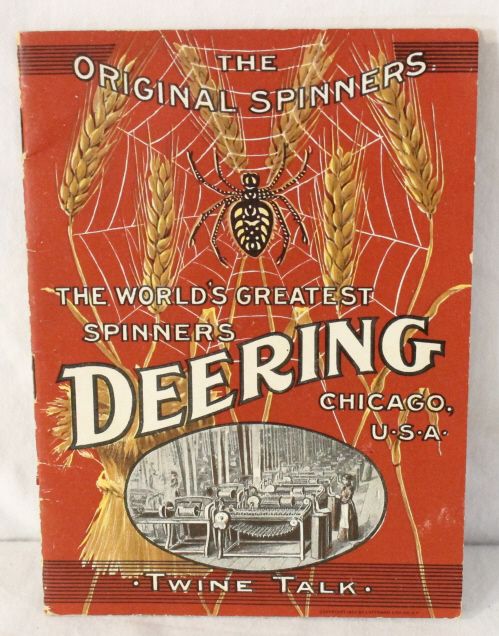 THE
ORIGINAL SPINNERS.
THE WORLD'S GREATEST
SPINNERS
DEERING
CHICAGO,
U·S·A·
·TWINE TALK·